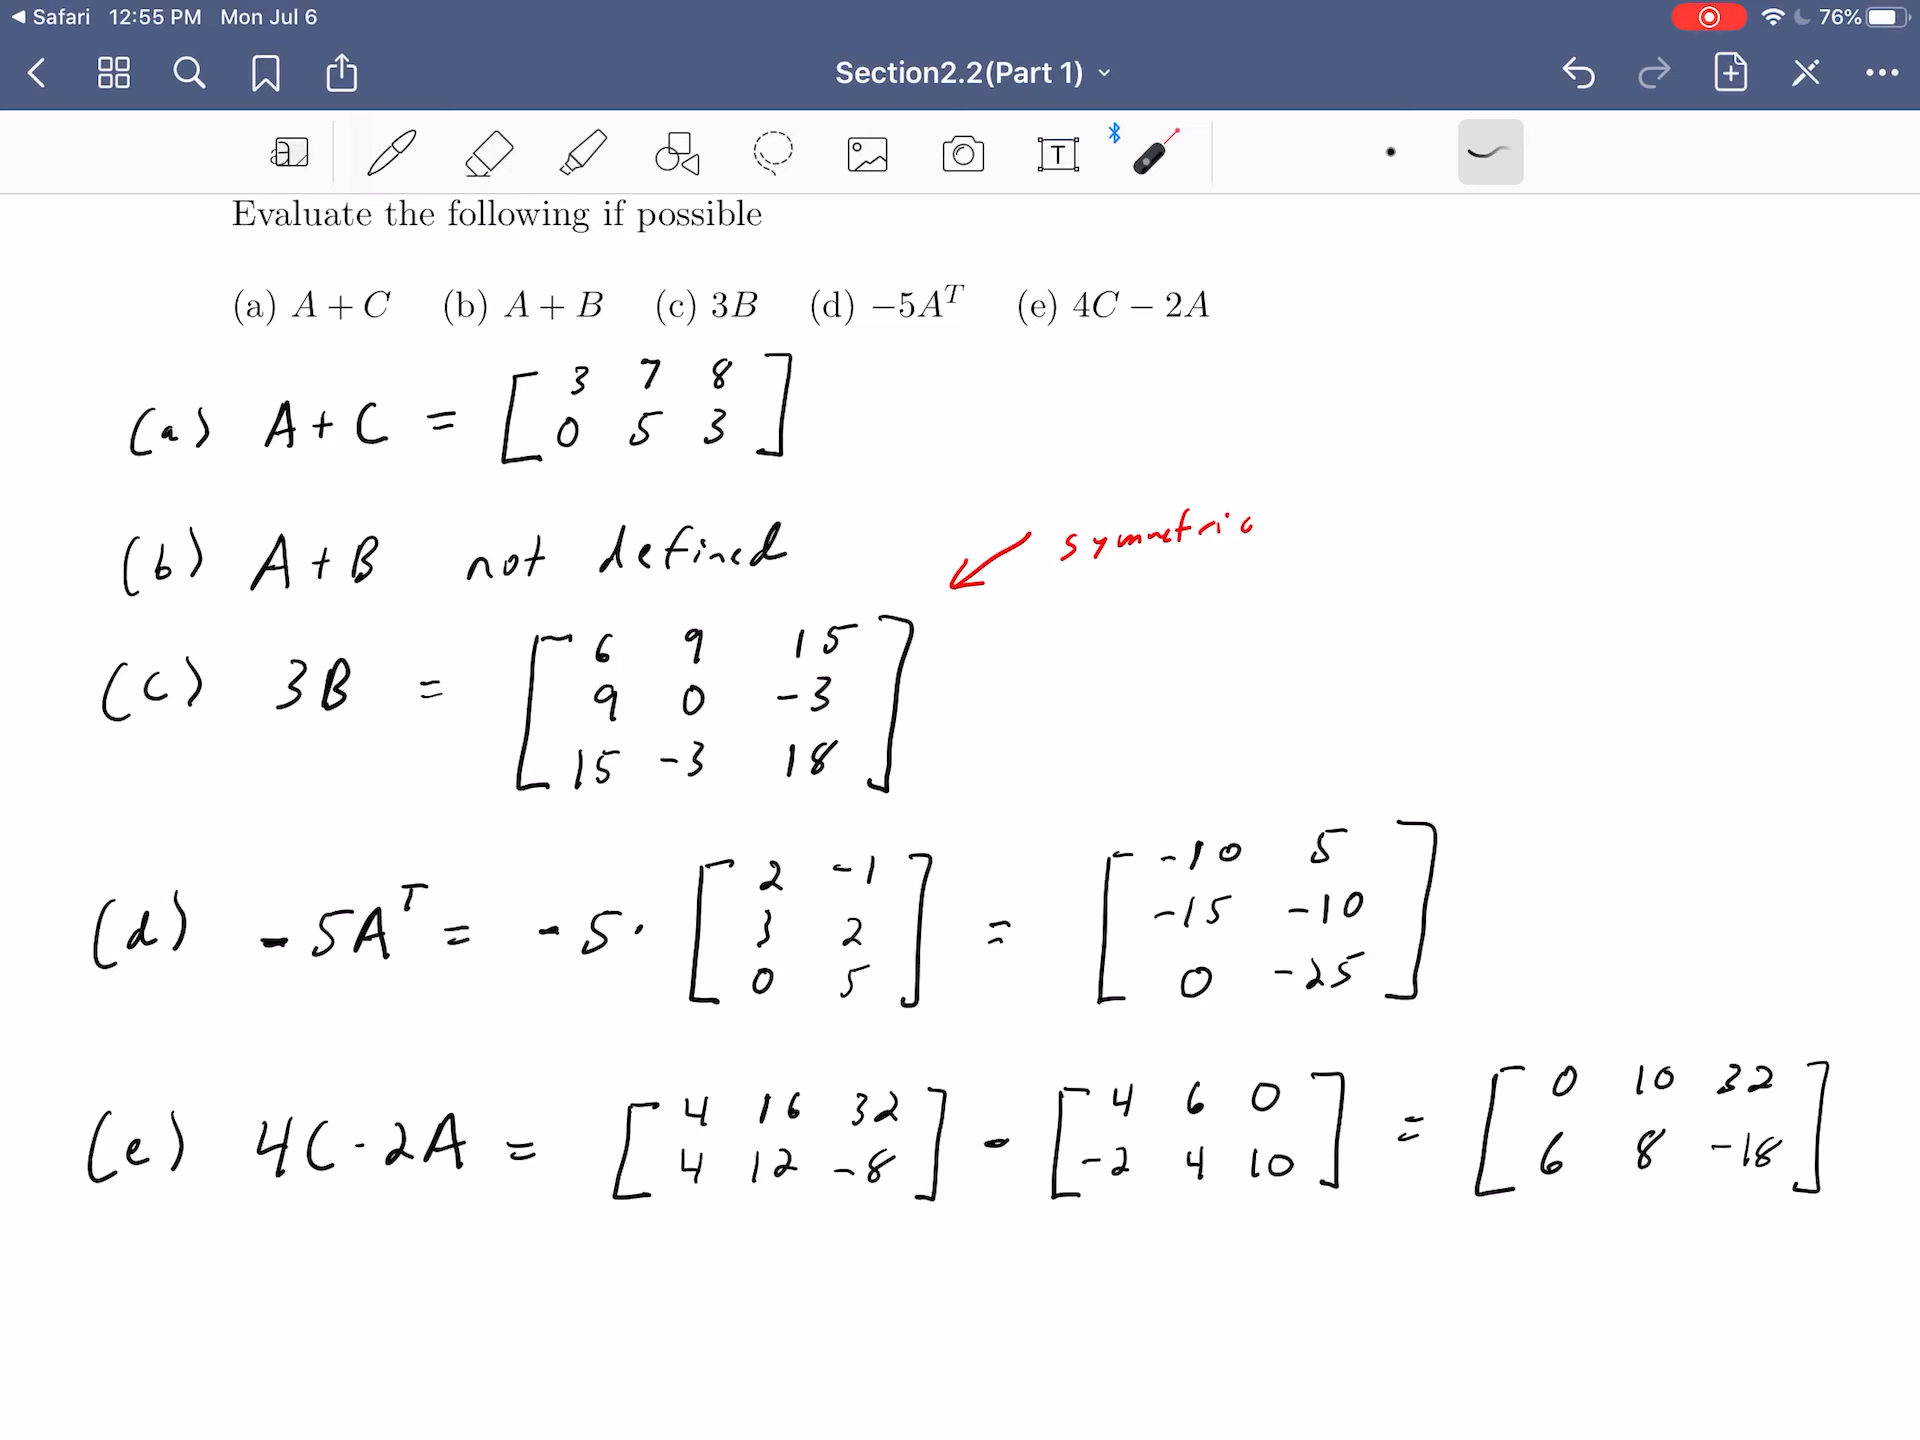 Safari 12:55 PM Mon Jul 6 76%
Section2.2(Part 1)
a T
Evaluate the following if possible
(a) A + C (b) A + B (c) 3B (d) −5Aᵀ (e) 4C − 2A
(a) A + C = [ 3 7 8
0 5 3 ]
(b) A + B not defined
symmetric
(c) 3B = [ 6 9 15
9 0 -3
15 -3 18 ]
(d) -5Aᵀ = -5 · [ 2 -1
3 2
0 5 ] = [ -10 5
-15 -10
0 -25 ]
(e) 4C - 2A = [ 4 16 32
4 12 -8 ] - [ 4 6 0
-2 4 10 ] = [ 0 10 32
6 8 -18 ]